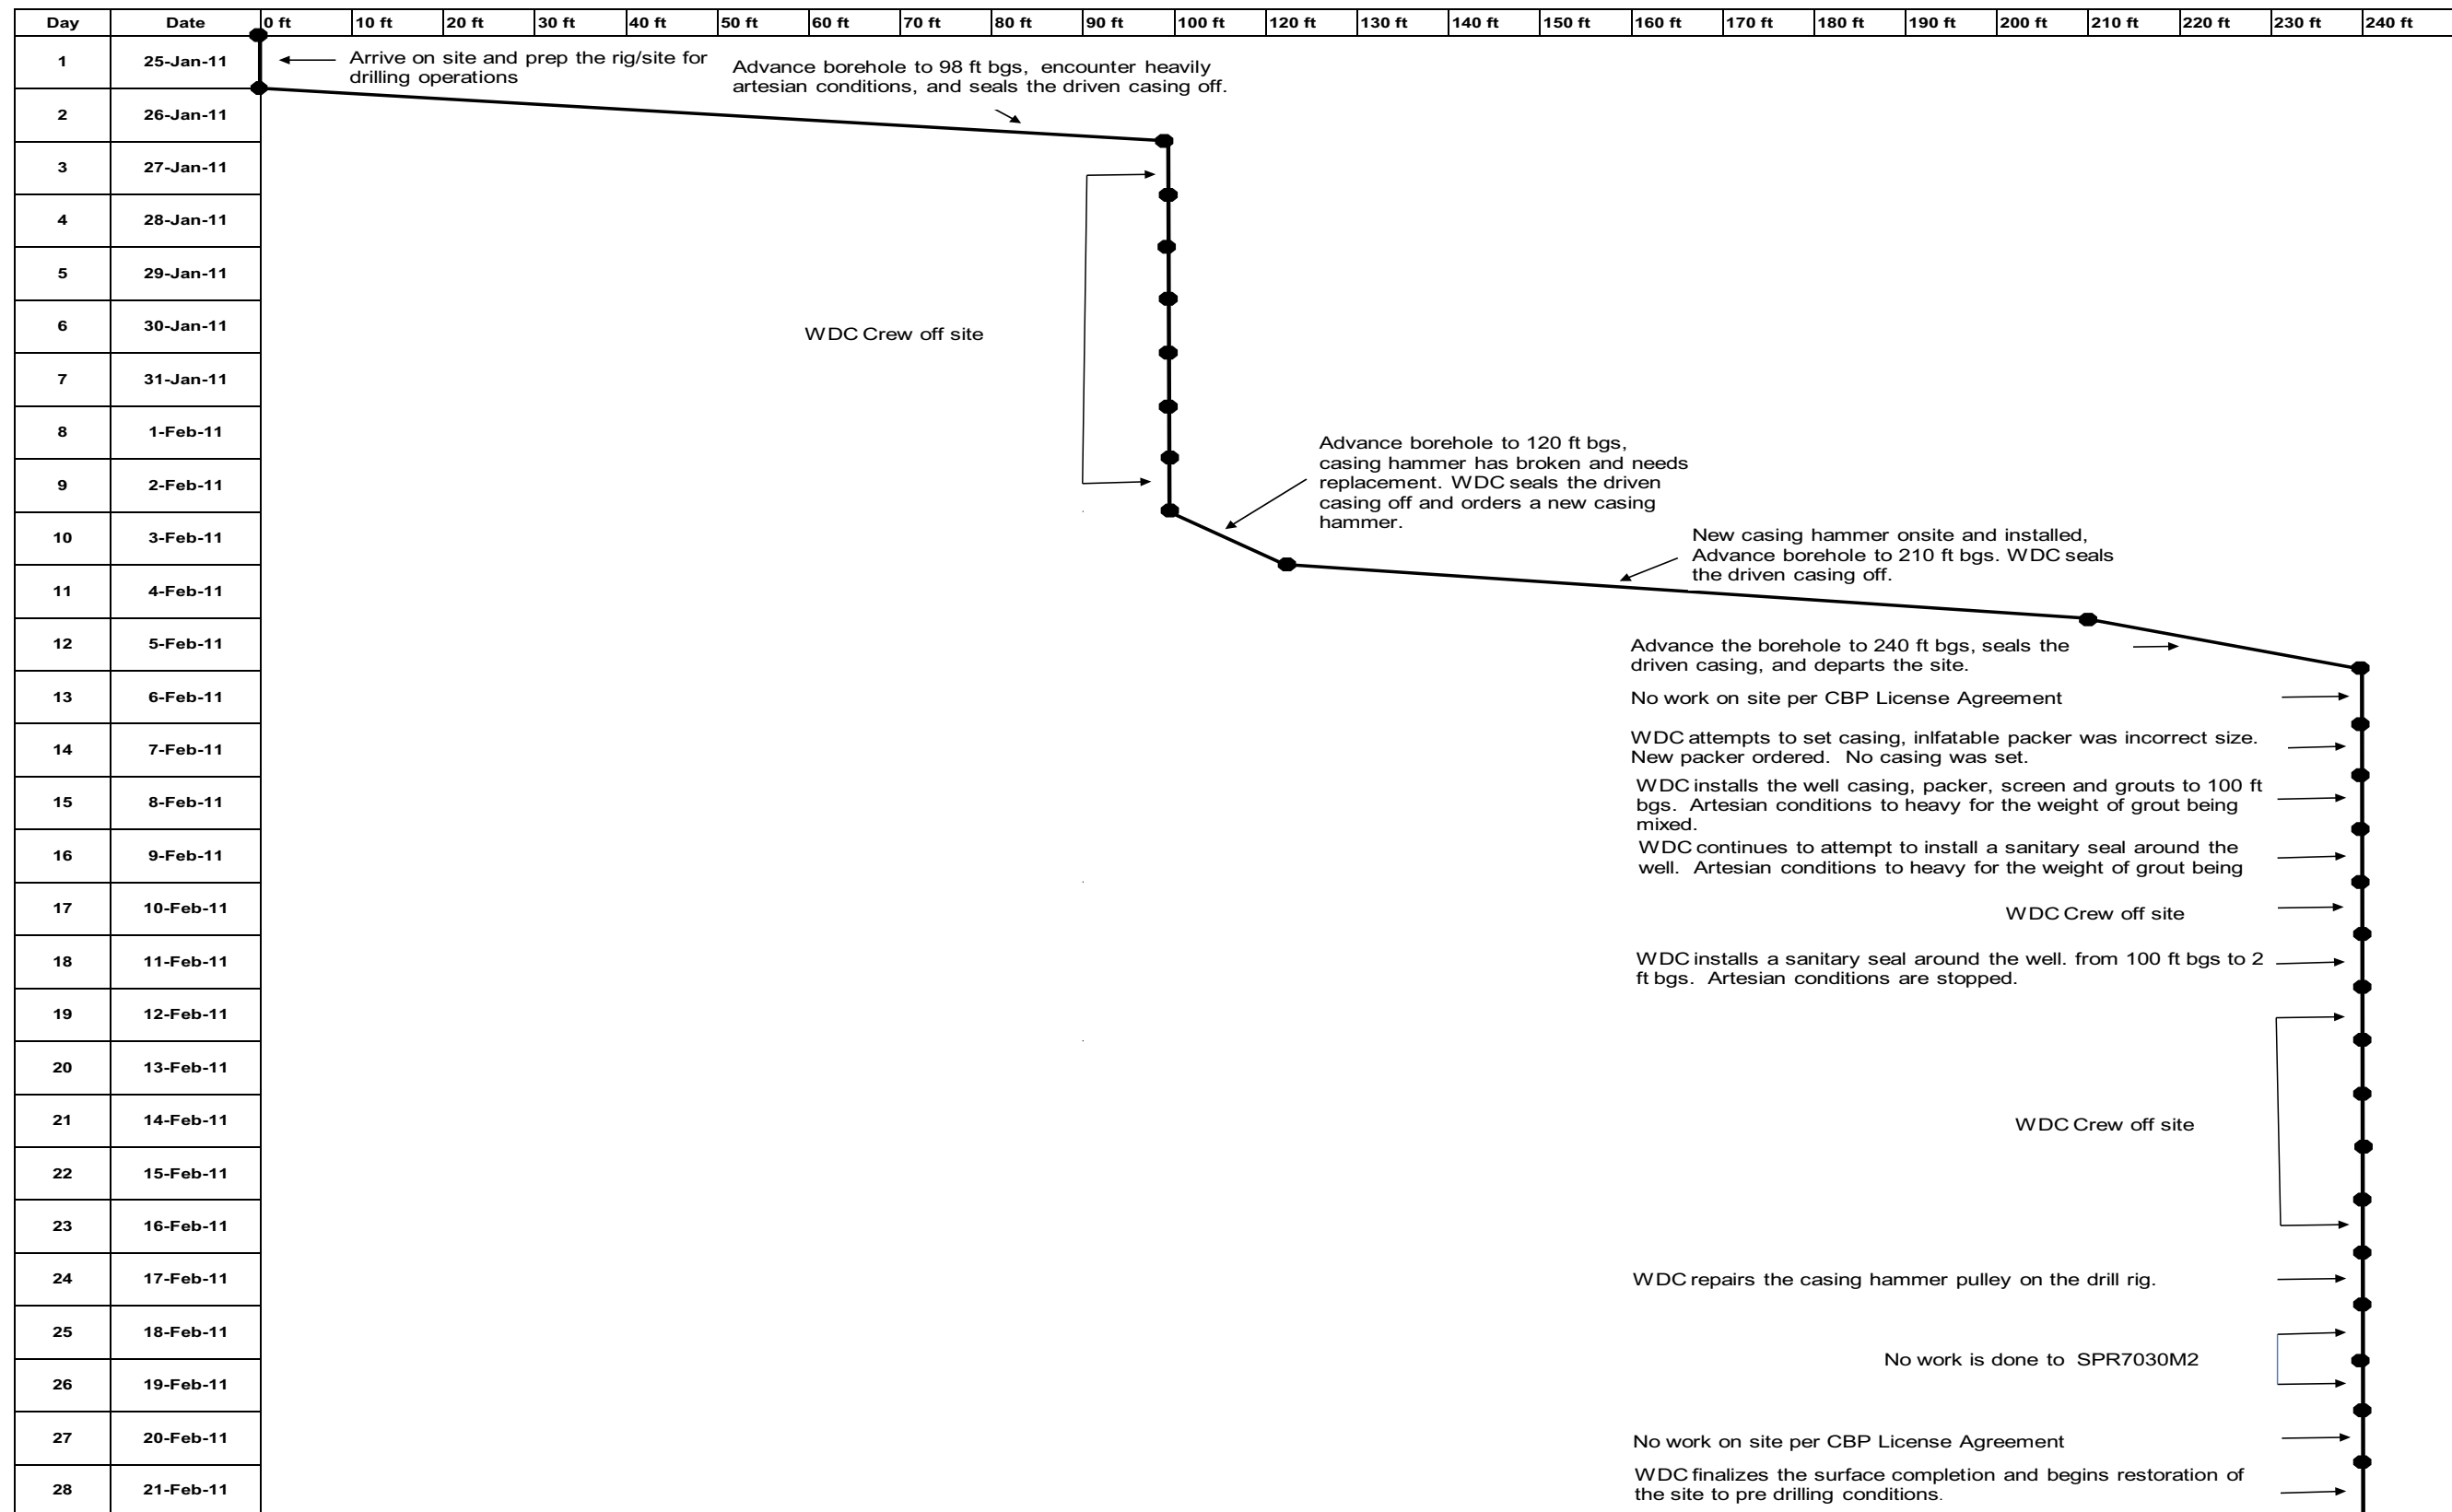 Day Date 0 ft 10 ft 20 ft 30 ft 40 ft 50 ft 60 ft 70 ft 80 ft 90 ft 100 ft 120 ft 130 ft 140 ft 150 ft 160 ft 170 ft 180 ft 190 ft 200 ft 210 ft 220 ft 230 ft 240 ft
1 25-Jan-11
Arrive on site and prep the rig/site for
drilling operations
Advance borehole to 98 ft bgs, encounter heavily
artesian conditions, and seals the driven casing off.
2 26-Jan-11
3 27-Jan-11
4 28-Jan-11
5 29-Jan-11
6 30-Jan-11
WDC Crew off site
7 31-Jan-11
8 1-Feb-11
Advance borehole to 120 ft bgs,
casing hammer has broken and needs
replacement. WDC seals the driven
casing off and orders a new casing
hammer.
9 2-Feb-11
10 3-Feb-11
New casing hammer onsite and installed,
Advance borehole to 210 ft bgs. WDC seals
the driven casing off.
11 4-Feb-11
12 5-Feb-11
Advance the borehole to 240 ft bgs, seals the
driven casing, and departs the site.
13 6-Feb-11
No work on site per CBP License Agreement
14 7-Feb-11
WDC attempts to set casing, inlfatable packer was incorrect size.
New packer ordered. No casing was set.
15 8-Feb-11
WDC installs the well casing, packer, screen and grouts to 100 ft
bgs. Artesian conditions to heavy for the weight of grout being
mixed.
16 9-Feb-11
WDC continues to attempt to install a sanitary seal around the
well. Artesian conditions to heavy for the weight of grout being
17 10-Feb-11
WDC Crew off site
18 11-Feb-11
WDC installs a sanitary seal around the well. from 100 ft bgs to 2
ft bgs. Artesian conditions are stopped.
19 12-Feb-11
20 13-Feb-11
21 14-Feb-11
WDC Crew off site
22 15-Feb-11
23 16-Feb-11
24 17-Feb-11
WDC repairs the casing hammer pulley on the drill rig.
25 18-Feb-11
No work is done to SPR7030M2
26 19-Feb-11
27 20-Feb-11
No work on site per CBP License Agreement
28 21-Feb-11
WDC finalizes the surface completion and begins restoration of
the site to pre drilling conditions.